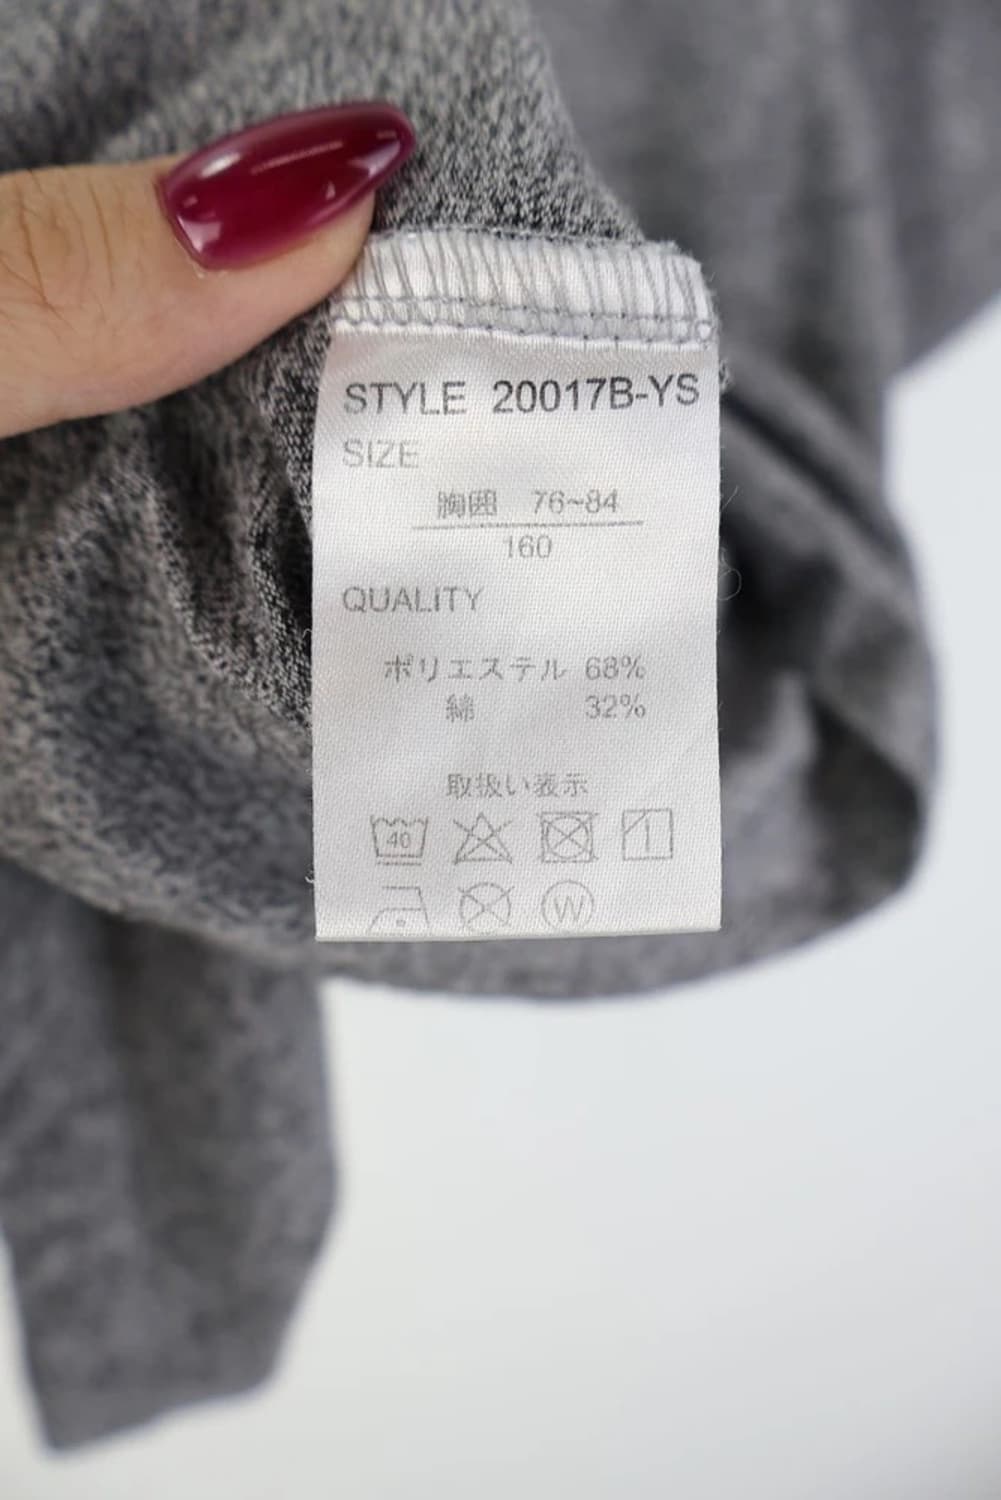 STYLE 20017B-YS
SIZE
胸囲 76~84
160
QUALITY
ポリエステル 68%
綿 32%
取扱い表示
40
W